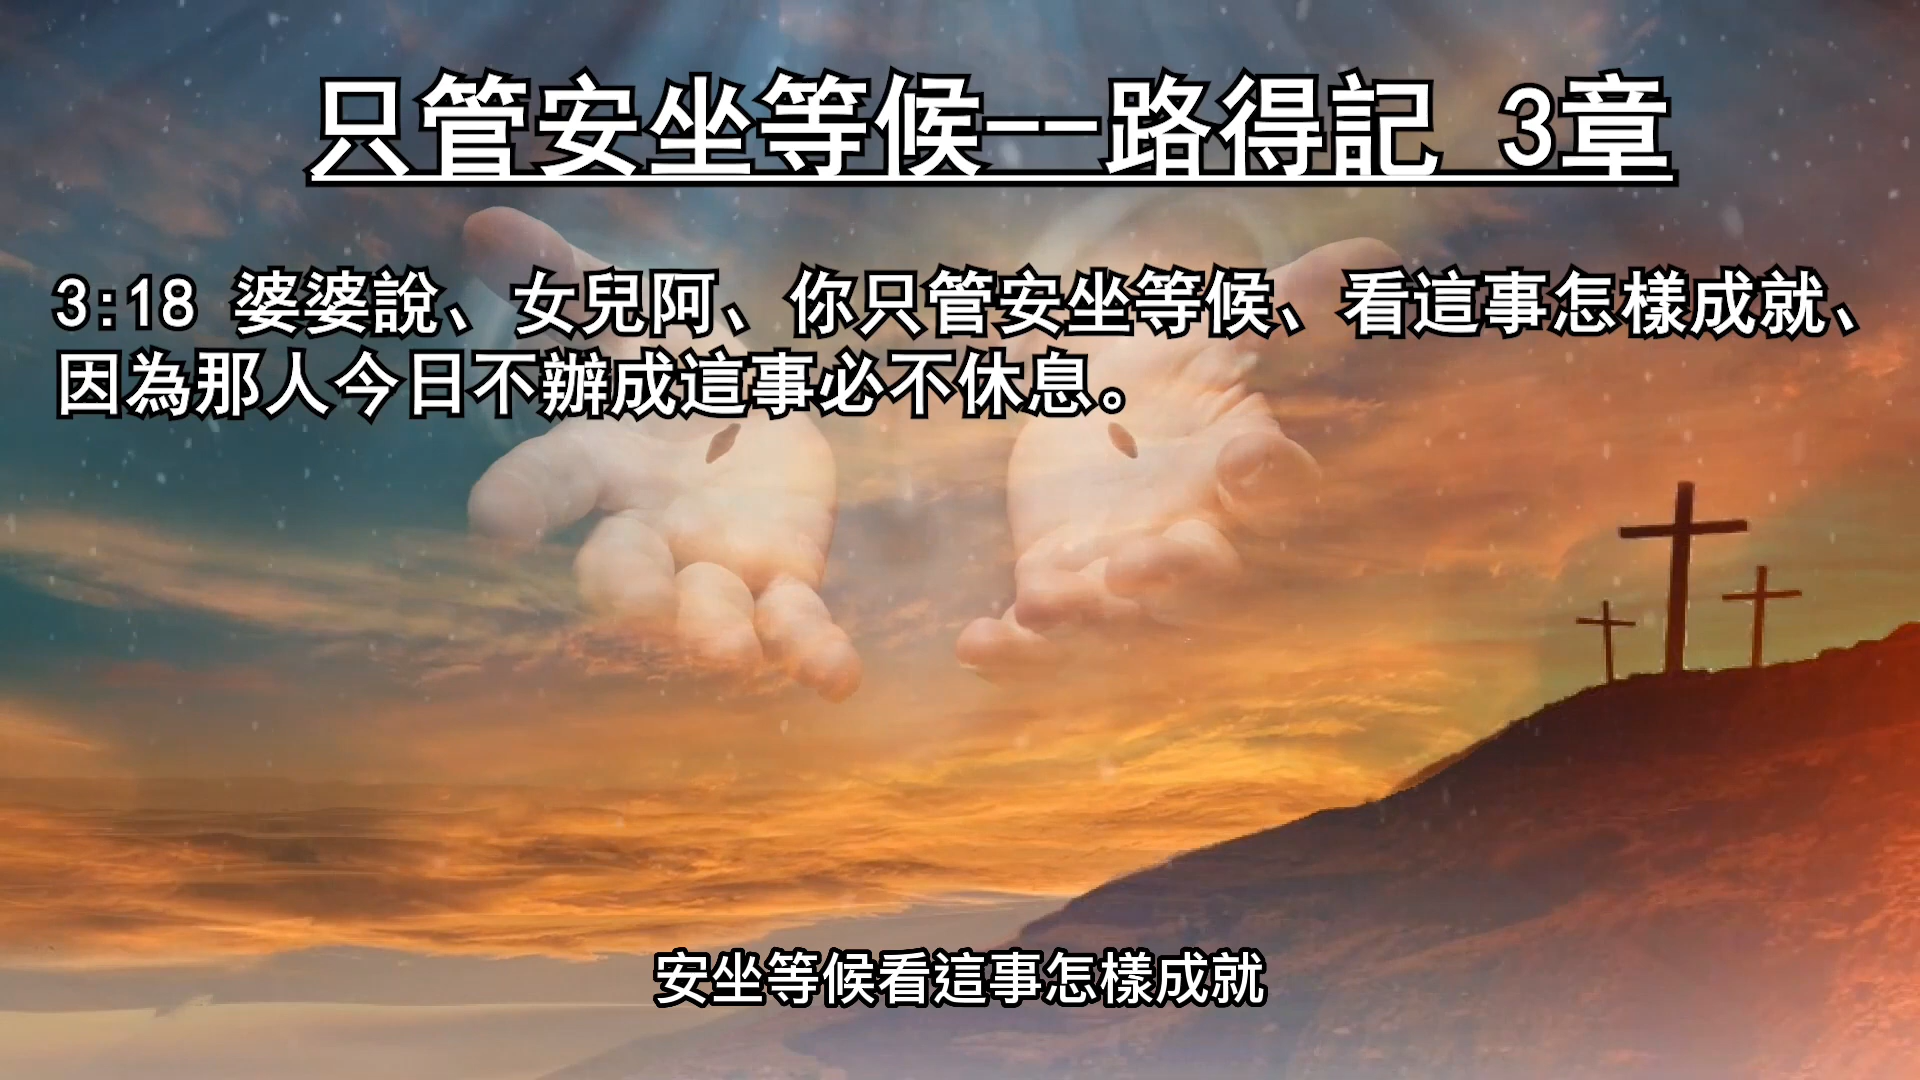 只管安坐等候--路得記 3章
3:18 婆婆說、女兒阿、你只管安坐等候、看這事怎樣成就、
因為那人今日不辦成這事必不休息。
安坐等候看這事怎樣成就